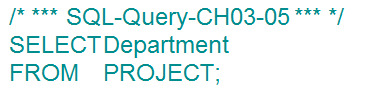 /* *** SQL-Query-CH03-05 *** */
SELECT Department
FROM PROJECT;